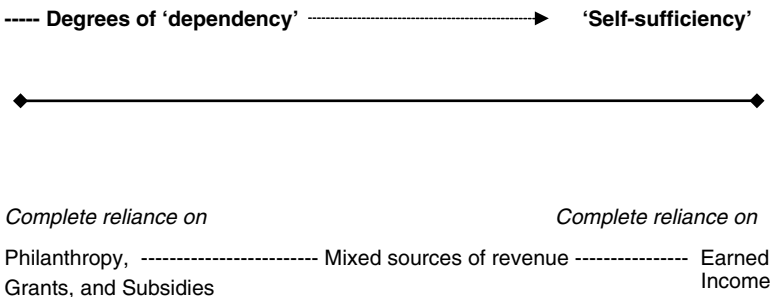 ----- Degrees of ‘dependency’ ‘Self-sufficiency’
Complete reliance on Complete reliance on
Philanthropy, ------------------------- Mixed sources of revenue ---------------- Earned
Grants, and Subsidies Income